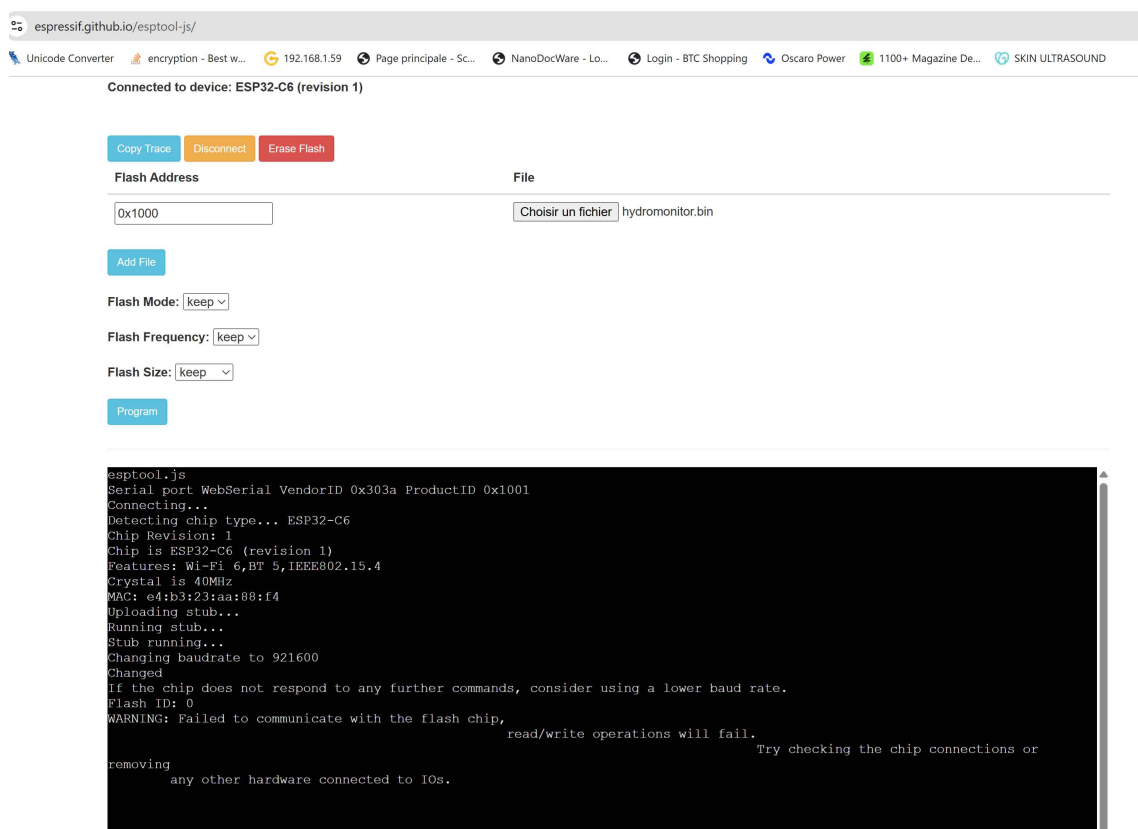 espressif.github.io/esptool-js/
Unicode Converter encryption - Best w... 192.168.1.59 Page principale - Sc... NanoDocWare - Lo... Login - BTC Shopping Oscaro Power 1100+ Magazine De... SKIN ULTRASOUND
Connected to device: ESP32-C6 (revision 1)
Copy Trace Disconnect Erase Flash
Flash Address File
0x1000 Choisir un fichier hydromonitor.bin
Add File
Flash Mode: keep
Flash Frequency: keep
Flash Size: keep
Program
esptool.js
Serial port WebSerial VendorID 0x303a ProductID 0x1001
Connecting...
Detecting chip type... ESP32-C6
Chip Revision: 1
Chip is ESP32-C6 (revision 1)
Features: Wi-Fi 6,BT 5,IEEE802.15.4
Crystal is 40MHz
MAC: e4:b3:23:aa:88:f4
Uploading stub...
Running stub...
Stub running...
Changing baudrate to 921600
Changed
If the chip does not respond to any further commands, consider using a lower baud rate.
Flash ID: 0
WARNING: Failed to communicate with the flash chip,
read/write operations will fail.
Try checking the chip connections or
removing
any other hardware connected to IOs.